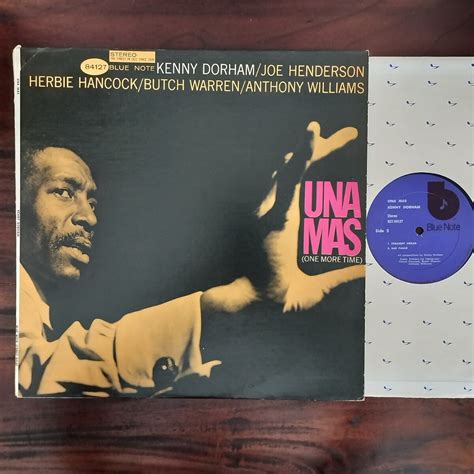 STEREO
84127 BLUE NOTE KENNY DORHAM/JOE HENDERSON
HERBIE HANCOCK/BUTCH WARREN/ANTHONY WILLIAMS
UNA
MAS
(ONE MORE TIME)
UNA MAS
KENNY DORHAM
Stereo
Side 2
b
Blue Note